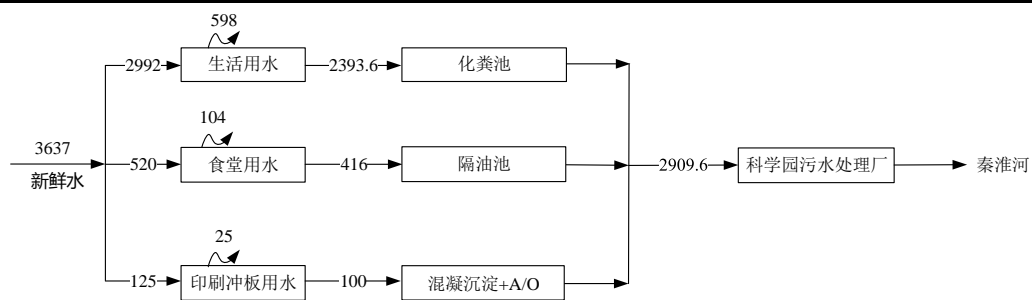 598
2992
生活用水
2393.6
化粪池
3637
新鲜水
104
520
食堂用水
416
隔油池
2909.6
科学园污水处理厂
秦淮河
25
125
印刷冲板用水
100
混凝沉淀+A/O